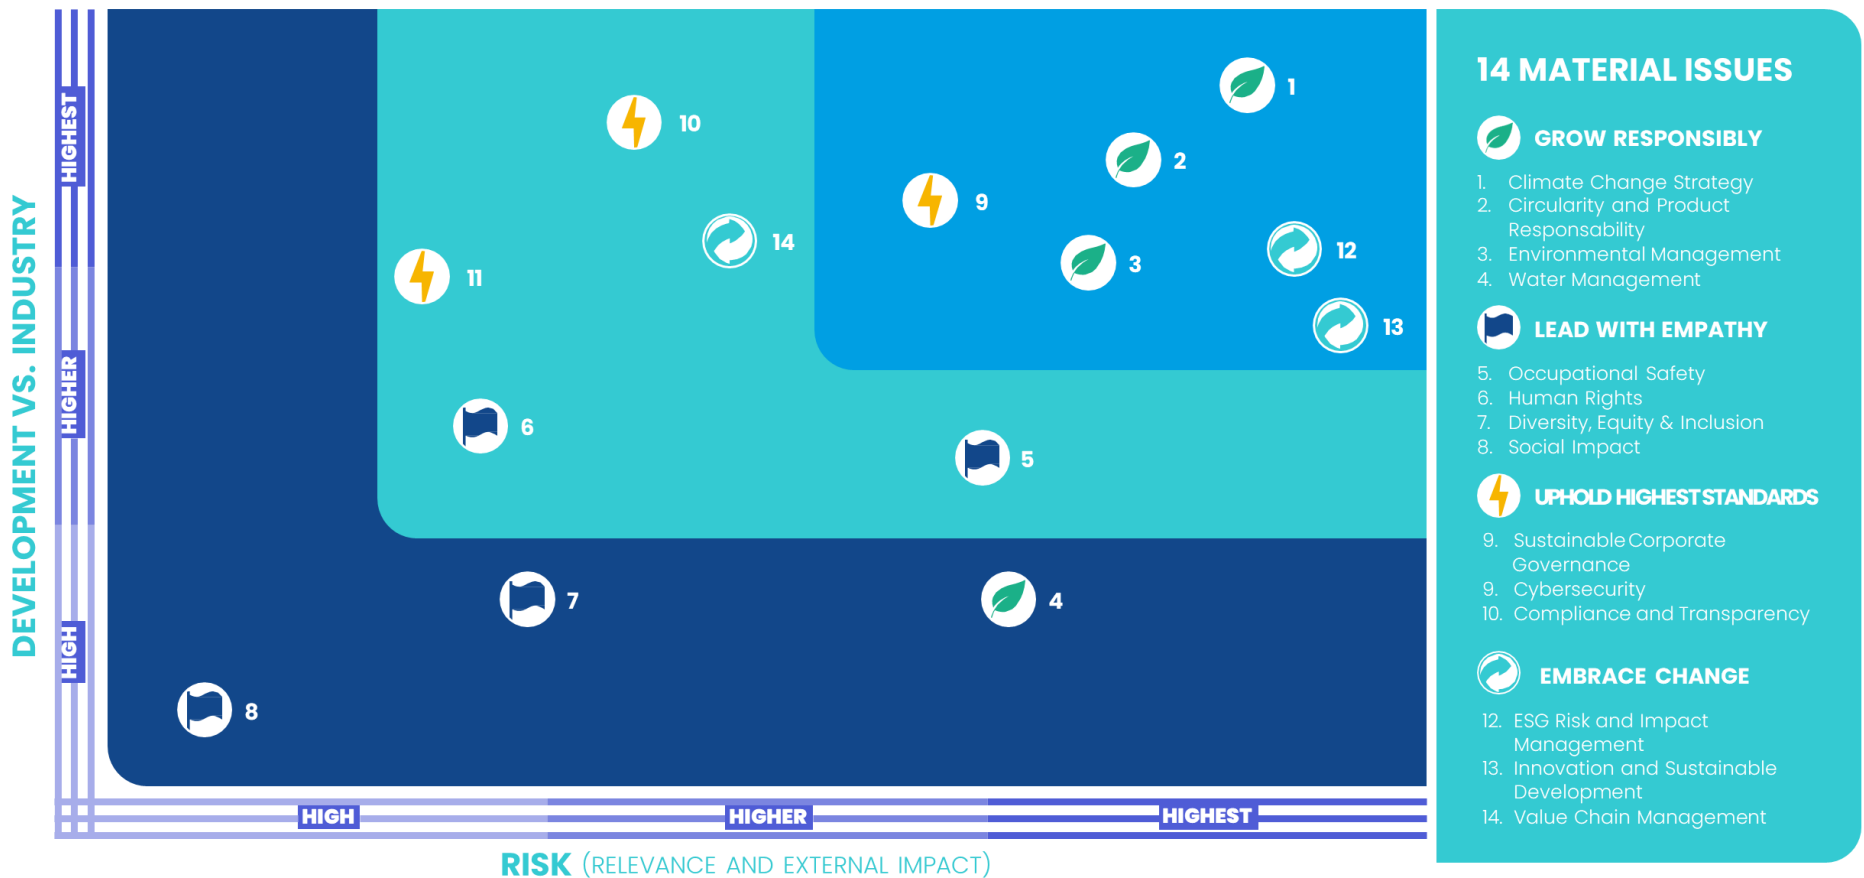 DEVELOPMENT VS. INDUSTRY
HIGHEST
HIGHER
HIGH
1
10
2
9
14
12
3
11
13
6
5
7
4
8
HIGH
HIGHER
HIGHEST
RISK (RELEVANCE AND EXTERNAL IMPACT)
14 MATERIAL ISSUES
GROW RESPONSIBLY
1. Climate Change Strategy
2. Circularity and Product
Responsability
3. Environmental Management
4. Water Management
LEAD WITH EMPATHY
5. Occupational Safety
6. Human Rights
7. Diversity, Equity & Inclusion
8. Social Impact
UPHOLD HIGHEST STANDARDS
9. Sustainable Corporate
Governance
9. Cybersecurity
10. Compliance and Transparency
EMBRACE CHANGE
12. ESG Risk and Impact
Management
13. Innovation and Sustainable
Development
14. Value Chain Management